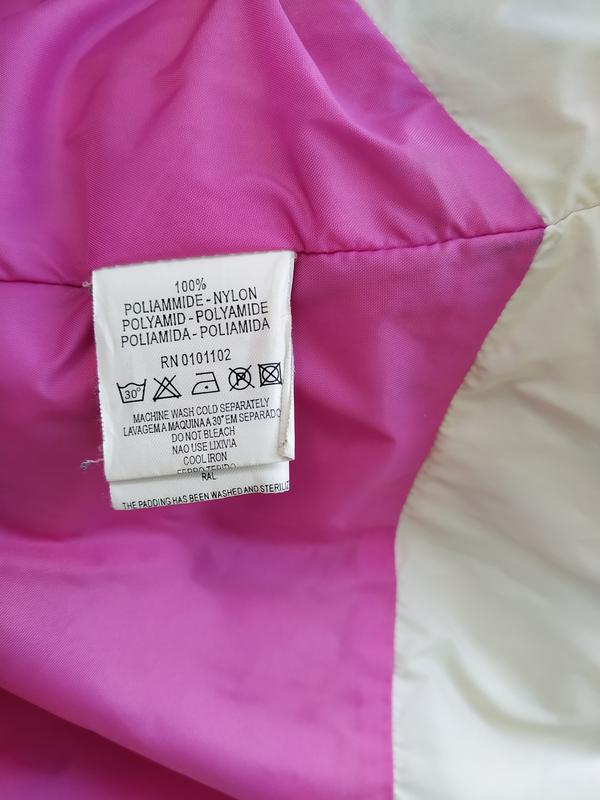 100%
POLIAMMIDE-NYLON
POLYAMID-POLYAMIDE
POLIAMIDA-POLIAMIDA
RN 0101102
30°
P
MACHINE WASH COLD SEPARATELY
LAVAGEM A MAQUINA A 30° EM SEPARADO
DO NOT BLEACH
NAO USE LIXIVIA
COOL IRON
FERRO TEPIDO
RAL
THE PADDING HAS BEEN WASHED AND